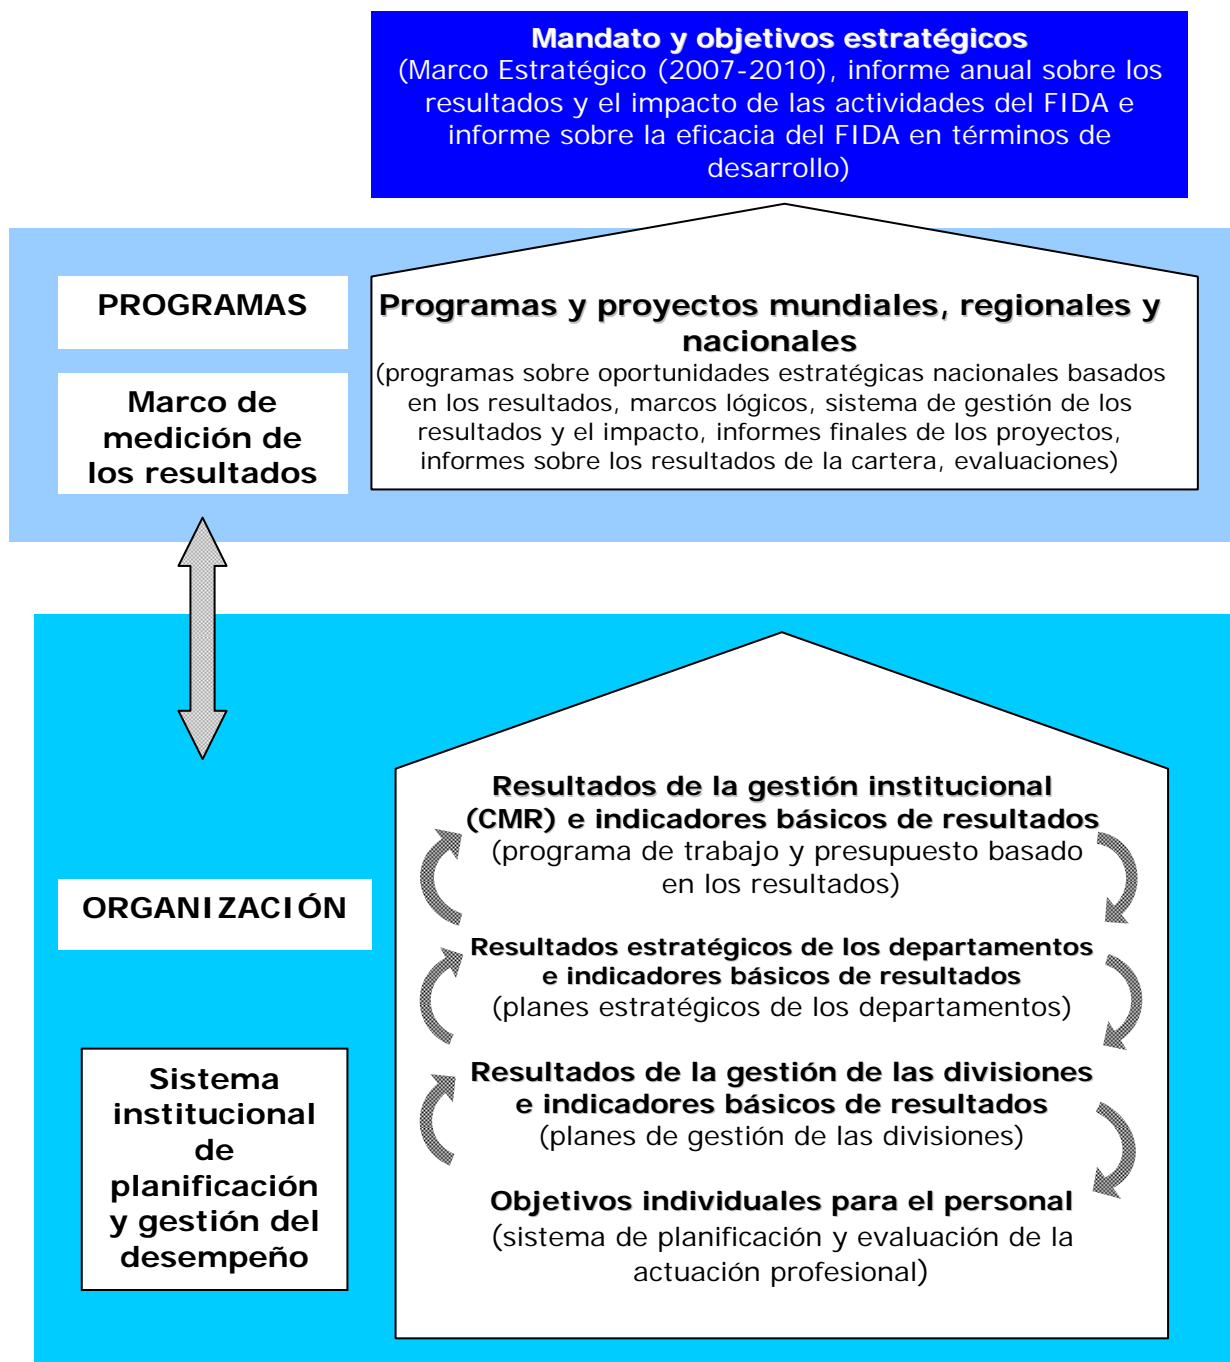 Mandato y objetivos estratégicos
(Marco Estratégico (2007-2010), informe anual sobre los
resultados y el impacto de las actividades del FIDA e
informe sobre la eficacia del FIDA en términos de
desarrollo)
PROGRAMAS
Marco de
medición de
los resultados
Programas y proyectos mundiales, regionales y
nacionales
(programas sobre oportunidades estratégicas nacionales basados
en los resultados, marcos lógicos, sistema de gestión de los
resultados y el impacto, informes finales de los proyectos,
informes sobre los resultados de la cartera, evaluaciones)
ORGANIZACIÓN
Sistema
institucional
de
planificación
y gestión del
desempeño
Resultados de la gestión institucional
(CMR) e indicadores básicos de resultados
(programa de trabajo y presupuesto basado
en los resultados)
Resultados estratégicos de los departamentos
e indicadores básicos de resultados
(planes estratégicos de los departamentos)
Resultados de la gestión de las divisiones
e indicadores básicos de resultados
(planes de gestión de las divisiones)
Objetivos individuales para el personal
(sistema de planificación y evaluación de la
actuación profesional)